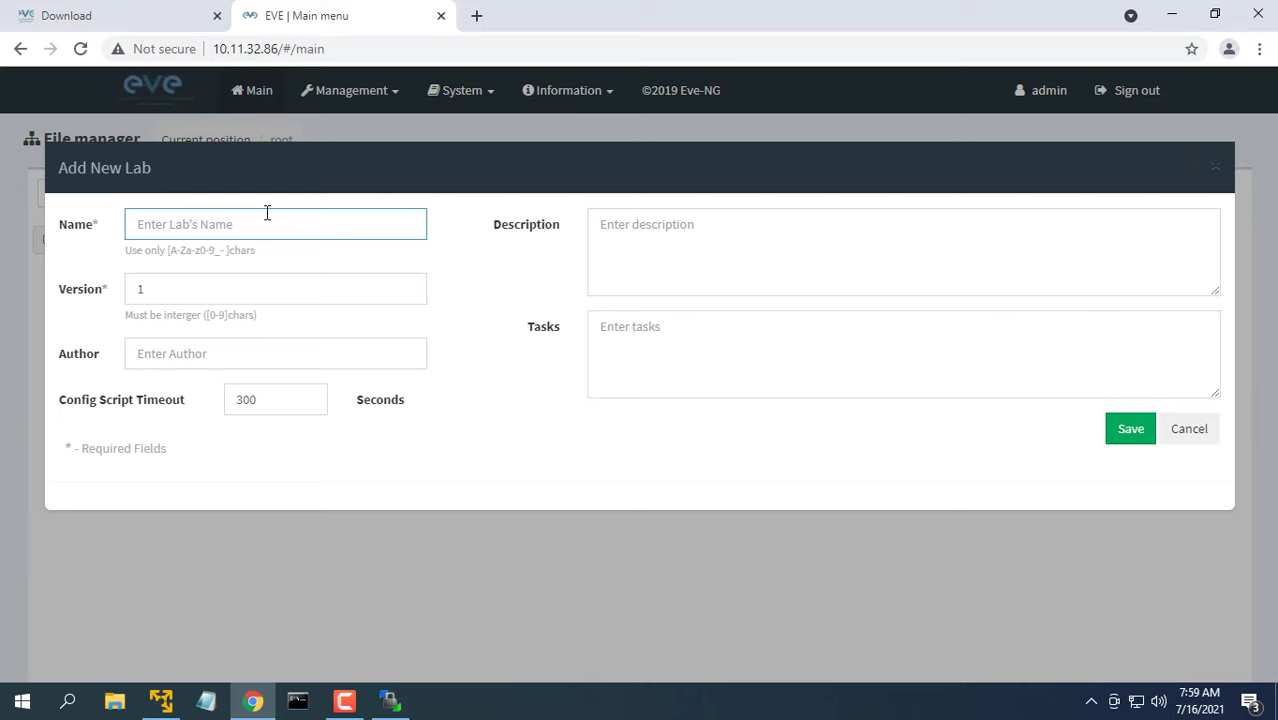 Download
EVE | Main menu
Not secure
10.11.32.86/#/main
eve
Main
Management
System
Information
©2019 Eve-NG
admin
Sign out
File manager
Current position / root
Add New Lab
Name*
Enter Lab's Name
Use only [A-Za-z0-9_- ]chars
Version*
1
Must be interger ([0-9]chars)
Author
Enter Author
Config Script Timeout
300
Seconds
* - Required Fields
Description
Enter description
Tasks
Enter tasks
Save
Cancel
7:59 AM
7/16/2021
3